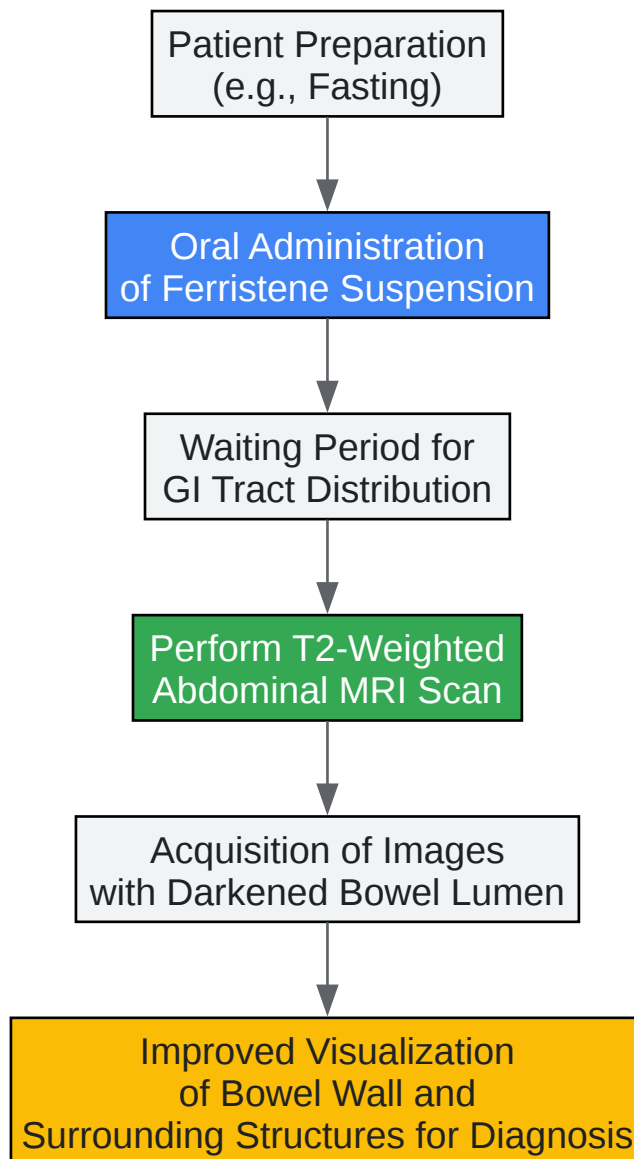 Patient Preparation
(e.g., Fasting)
Oral Administration
of Ferristene Suspension
Waiting Period for
GI Tract Distribution
Perform T2-Weighted
Abdominal MRI Scan
Acquisition of Images
with Darkened Bowel Lumen
Improved Visualization
of Bowel Wall and
Surrounding Structures for Diagnosis